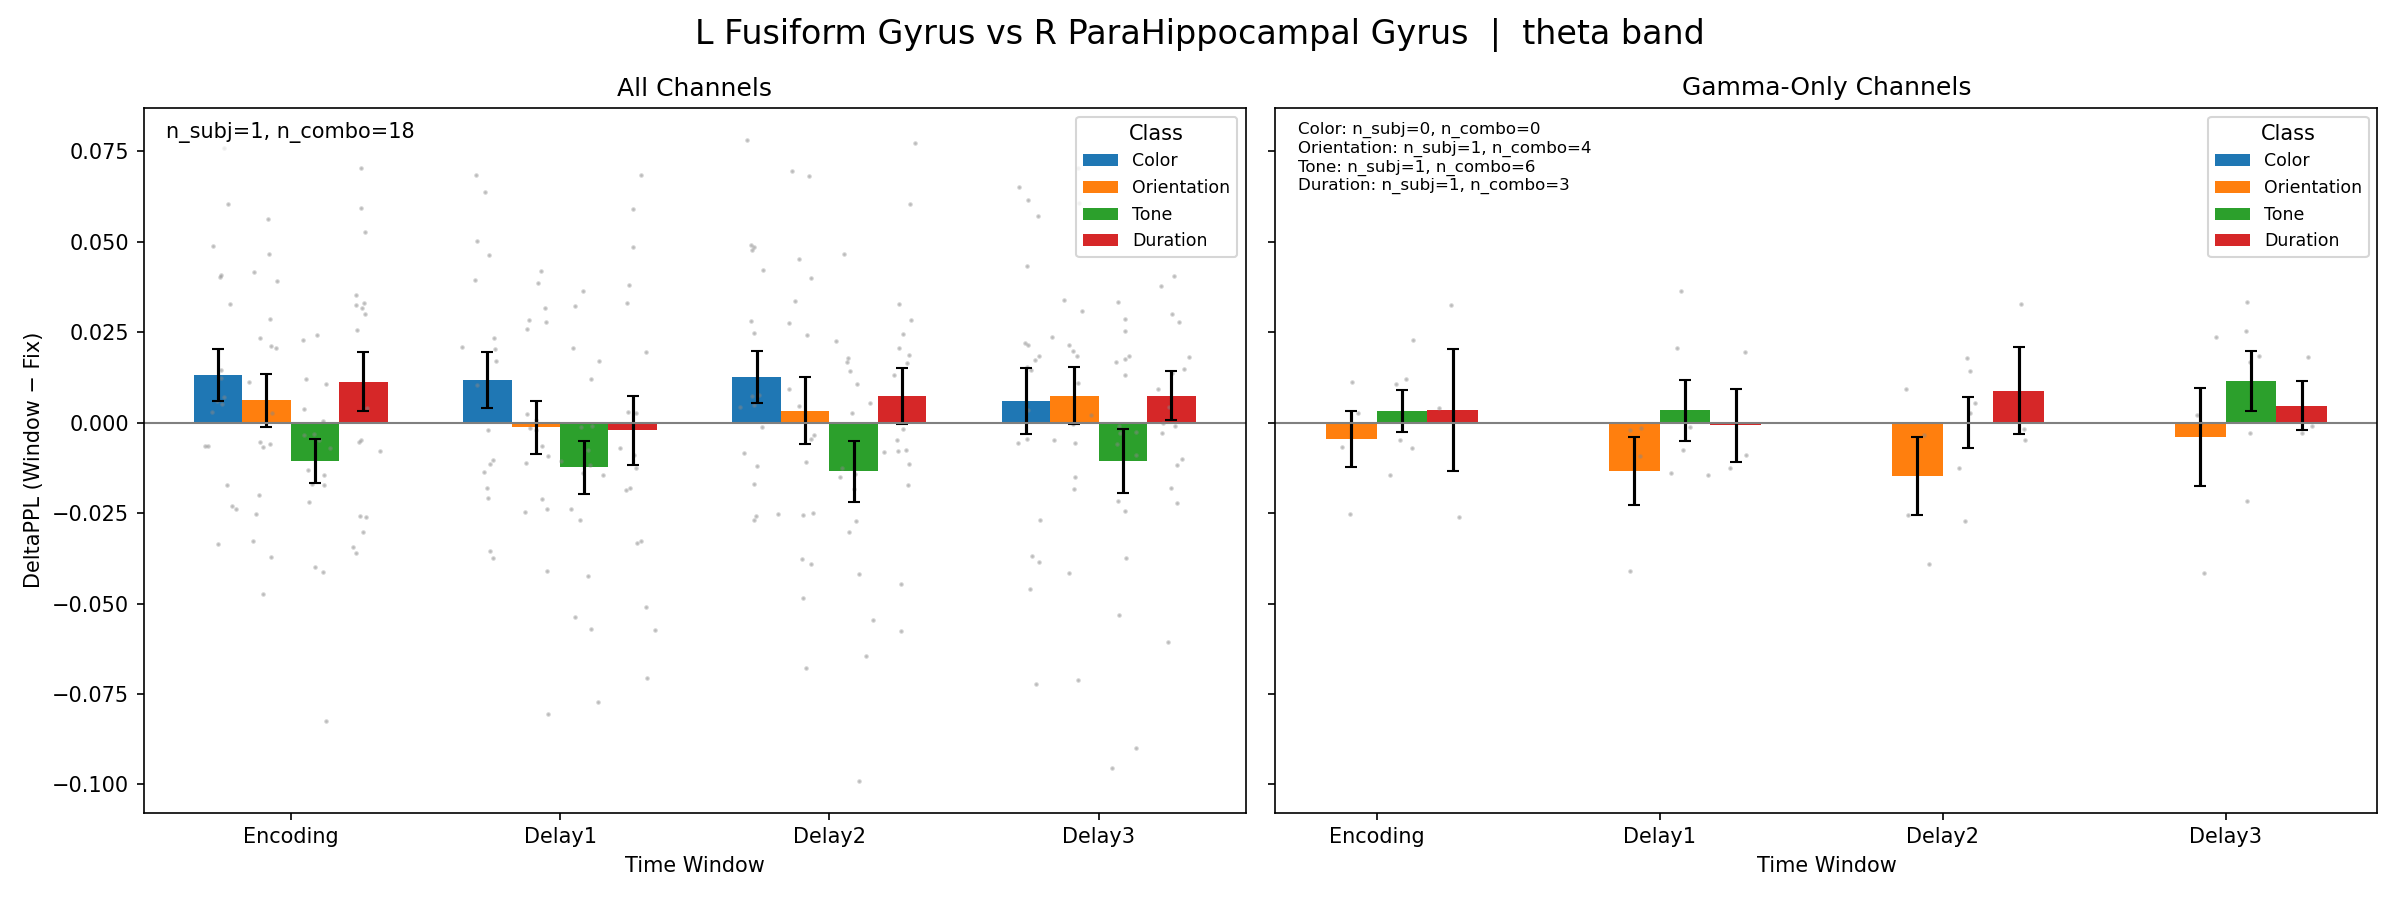 L Fusiform Gyrus vs R ParaHippocampal Gyrus | theta band
All Channels
n_subj=1, n_combo=18
Class
Color
Orientation
Tone
Duration
DeltaPPL (Window − Fix)
0.075
0.050
0.025
0.000
−0.025
−0.050
−0.075
−0.100
Encoding
Delay1
Delay2
Delay3
Time Window
Gamma-Only Channels
Color: n_subj=0, n_combo=0
Orientation: n_subj=1, n_combo=4
Tone: n_subj=1, n_combo=6
Duration: n_subj=1, n_combo=3
Class
Color
Orientation
Tone
Duration
Encoding
Delay1
Delay2
Delay3
Time Window